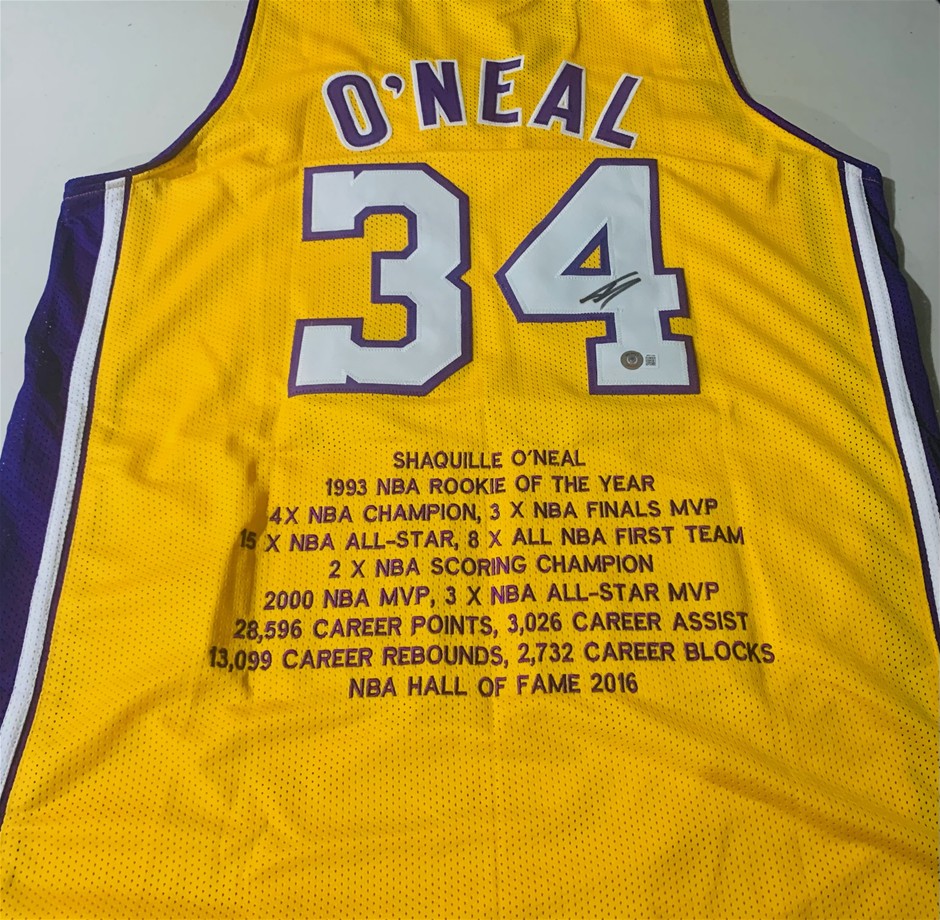 O'NEAL
34
SHAQUILLE O'NEAL
1993 NBA ROOKIE OF THE YEAR
4X NBA CHAMPION, 3 X NBA FINALS MVP
15 X NBA ALL-STAR, 8 X ALL NBA FIRST TEAM
2 X NBA SCORING CHAMPION
2000 NBA MVP, 3 X NBA ALL-STAR MVP
28,596 CAREER POINTS, 3,026 CAREER ASSIST
13,099 CAREER REBOUNDS, 2,732 CAREER BLOCKS
NBA HALL OF FAME 2016